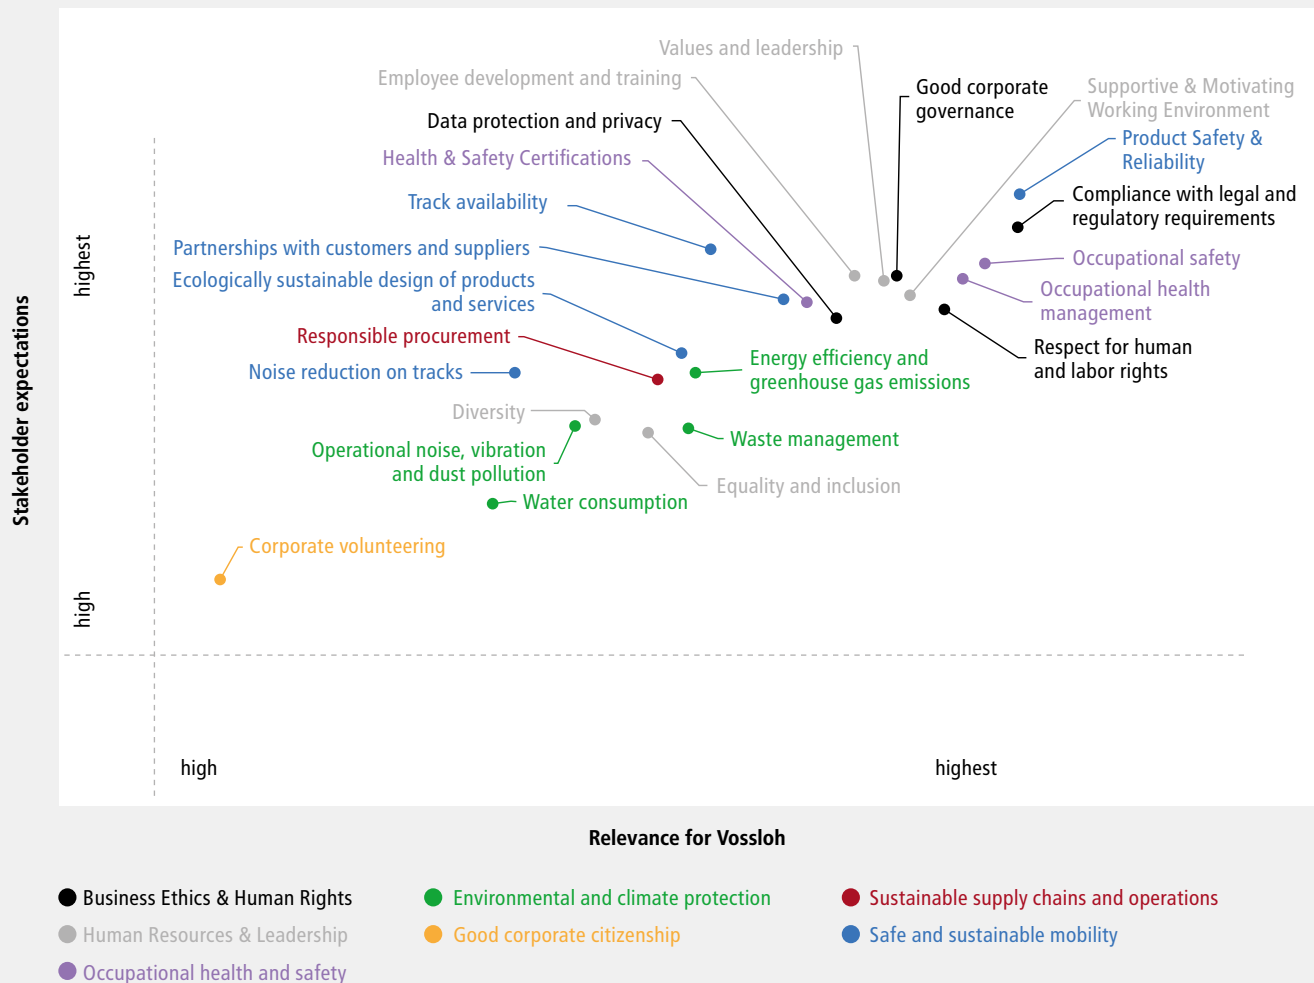 Values and leadership
Employee development and training
Good corporate
governance
Supportive & Motivating
Working Environment
Data protection and privacy
Product Safety &
Reliability
Health & Safety Certifications
Compliance with legal and
regulatory requirements
Track availability
Partnerships with customers and suppliers
Occupational safety
Ecologically sustainable design of products
and services
Occupational health
management
Responsible procurement
Respect for human
and labor rights
Energy efficiency and
greenhouse gas emissions
Noise reduction on tracks
Diversity
Operational noise, vibration
and dust pollution
Waste management
Equality and inclusion
Water consumption
Corporate volunteering
highest
Stakeholder expectations
high
high
highest
Relevance for Vossloh
Business Ethics & Human Rights
Environmental and climate protection
Sustainable supply chains and operations
Human Resources & Leadership
Good corporate citizenship
Safe and sustainable mobility
Occupational health and safety